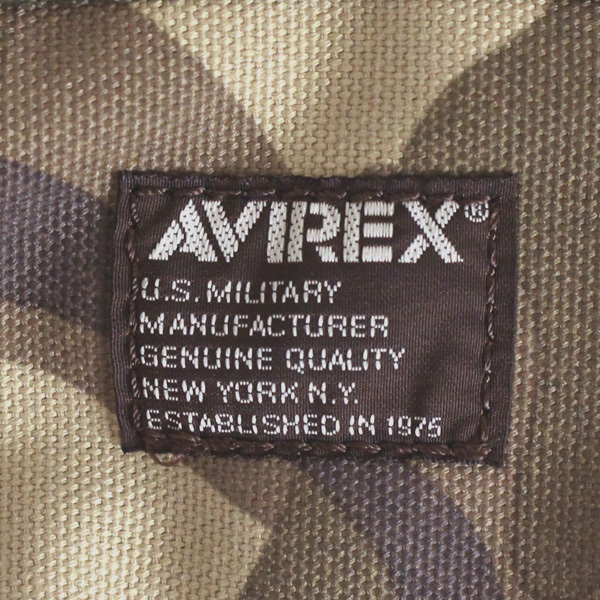 AVIREX®
U.S. MILITARY
MANUFACTURER
GENUINE QUALITY
NEW YORK N.Y.
ESTABLISHED IN 1975